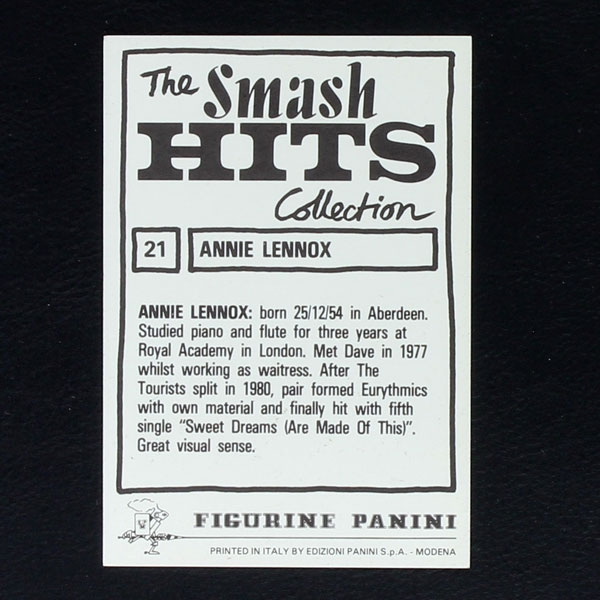 The Smash
HITS
Collection
21 ANNIE LENNOX
ANNIE LENNOX: born 25/12/54 in Aberdeen.
Studied piano and flute for three years at
Royal Academy in London. Met Dave in 1977
whilst working as waitress. After The
Tourists split in 1980, pair formed Eurythmics
with own material and finally hit with fifth
single "Sweet Dreams (Are Made Of This)".
Great visual sense.
FIGURINE PANINI
PRINTED IN ITALY BY EDIZIONI PANINI S.p.A. - MODENA